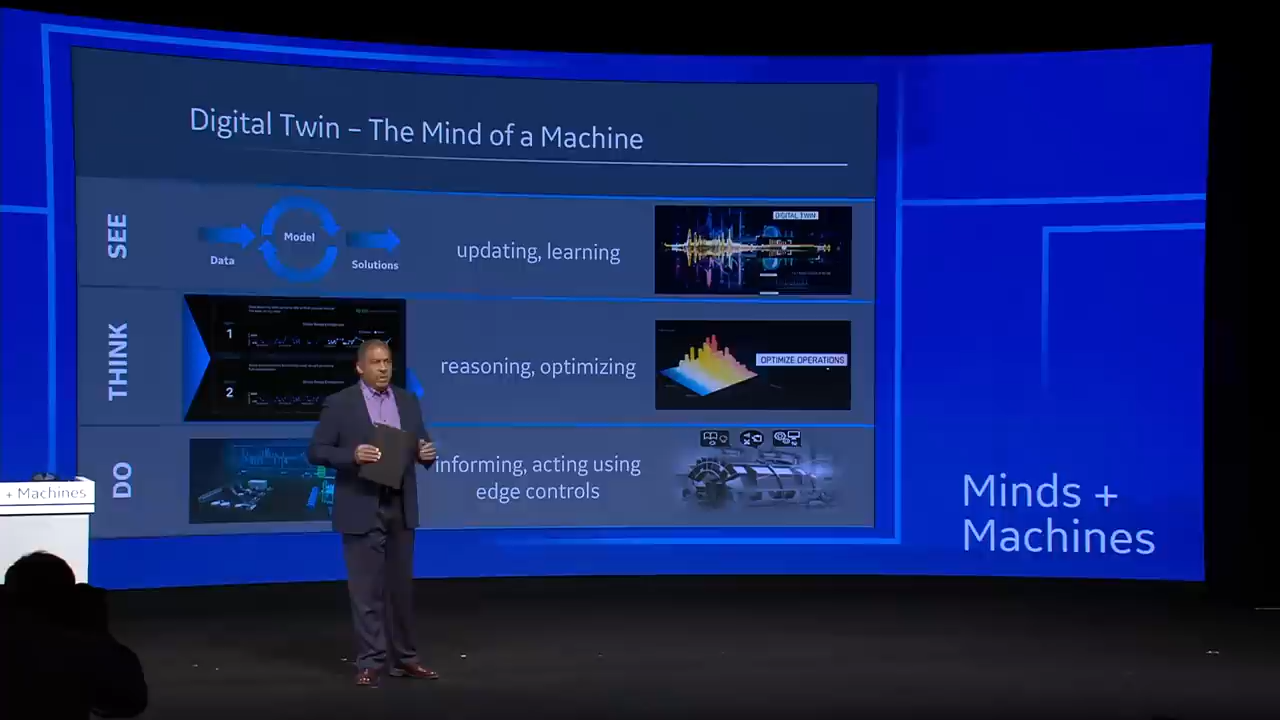 Digital Twin – The Mind of a Machine
SEE
Data
Model
Solutions
updating, learning
DIGITAL TWIN
THINK
1
2
reasoning, optimizing
OPTIMIZE OPERATIONS
DO
informing, acting using
edge controls
+ Machines
Minds +
Machines